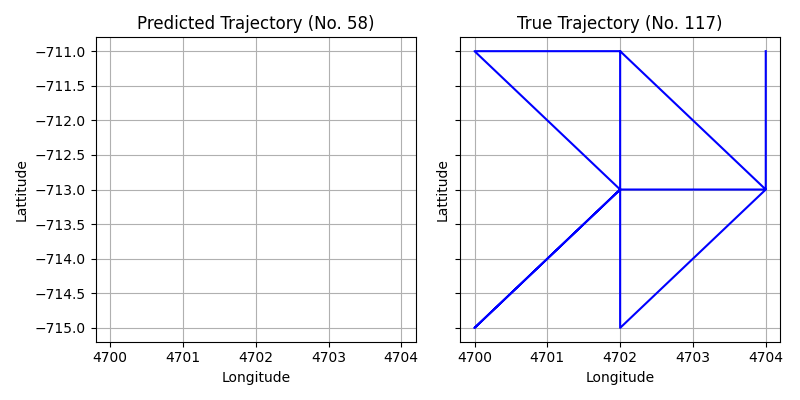 Predicted Trajectory (No. 58)
True Trajectory (No. 117)
−711.0
−711.5
−712.0
−712.5
−713.0
−713.5
−714.0
−714.5
−715.0
Lattitude
Lattitude
4700 4701 4702 4703 4704
4700 4701 4702 4703 4704
Longitude
Longitude